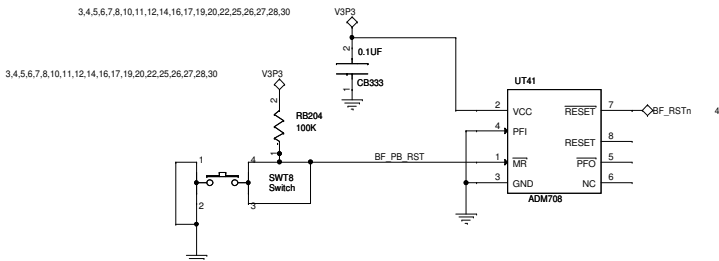 3,4,5,6,7,8,10,11,12,14,16,17,19,20,22,25,26,27,28,30
V3P3
2
0.1UF
1
CB333
3,4,5,6,7,8,10,11,12,14,16,17,19,20,22,25,26,27,28,30
V3P3
2
RB204
100K
1
UT41
2 VCC RESET 7 BF_RSTn 4
4 PFI
RESET 8
BF_PB_RST 1 MR PFO 5
3 GND NC 6
ADM708
1 4
SWT8
Switch
2 3